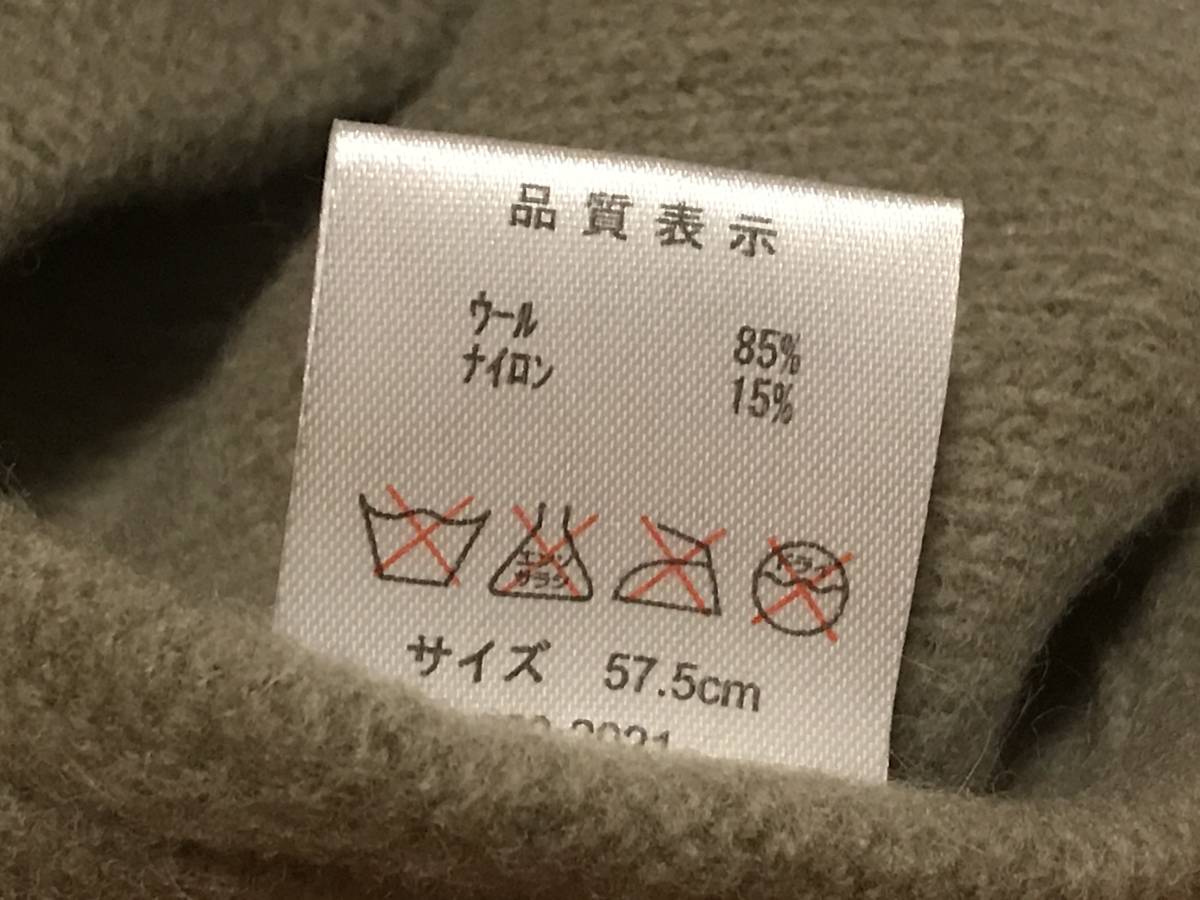 品質表示
ウール 85%
ナイロン 15%
エンソ
サラシ
ドライ
サイズ 57.5cm